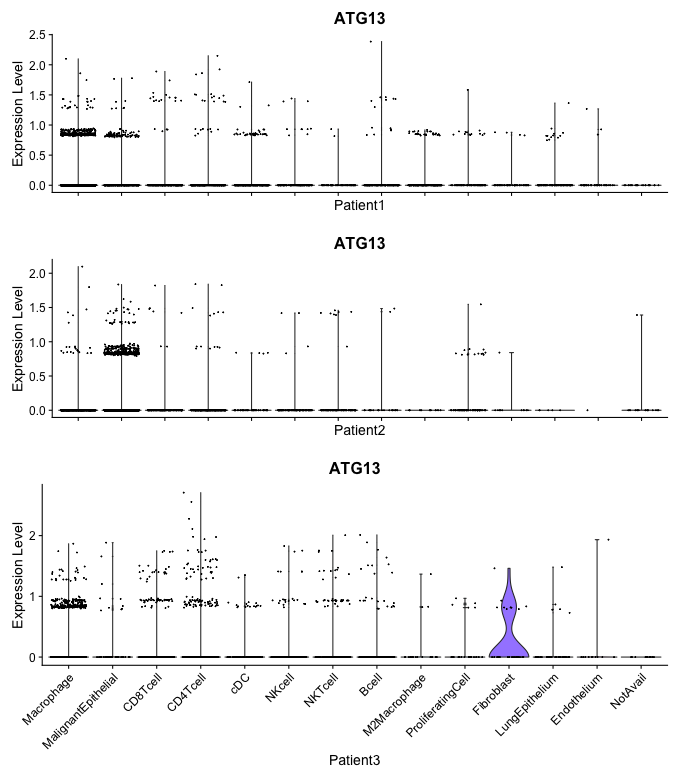 ATG13
Expression Level
2.5
2.0
1.5
1.0
0.5
0.0
Patient1
ATG13
Expression Level
2.0
1.5
1.0
0.5
0.0
Patient2
ATG13
Expression Level
2
1
0
Macrophage
MalignantEpithelial
CD8Tcell
CD4Tcell
cDC
NKcell
NKTcell
Bcell
M2Macrophage
ProliferatingCell
Fibroblast
LungEpithelium
Endothelium
NotAvail
Patient3